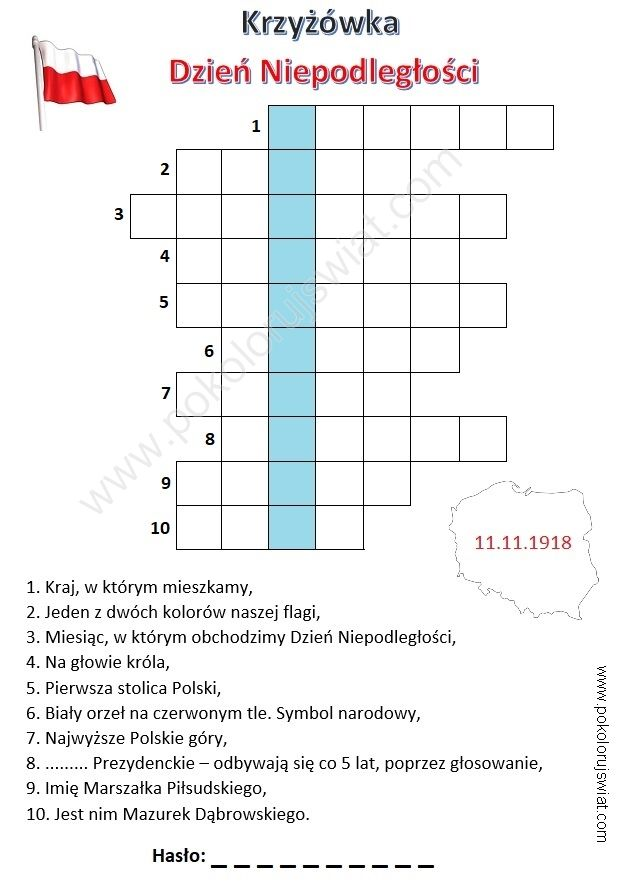 Krzyżówka
Dzień Niepodległości
1
2
3
4
5
6
7
8
9
10
www.pokolorujswiat.com
11.11.1918
1. Kraj, w którym mieszkamy,
2. Jeden z dwóch kolorów naszej flagi,
3. Miesiąc, w którym obchodzimy Dzień Niepodległości,
4. Na głowie króla,
5. Pierwsza stolica Polski,
6. Biały orzeł na czerwonym tle. Symbol narodowy,
7. Najwyższe Polskie góry,
8. ......... Prezydenckie – odbywają się co 5 lat, poprzez głosowanie,
9. Imię Marszałka Piłsudskiego,
10. Jest nim Mazurek Dąbrowskiego.
www.pokolorujswiat.com
Hasło: _ _ _ _ _ _ _ _ _ _